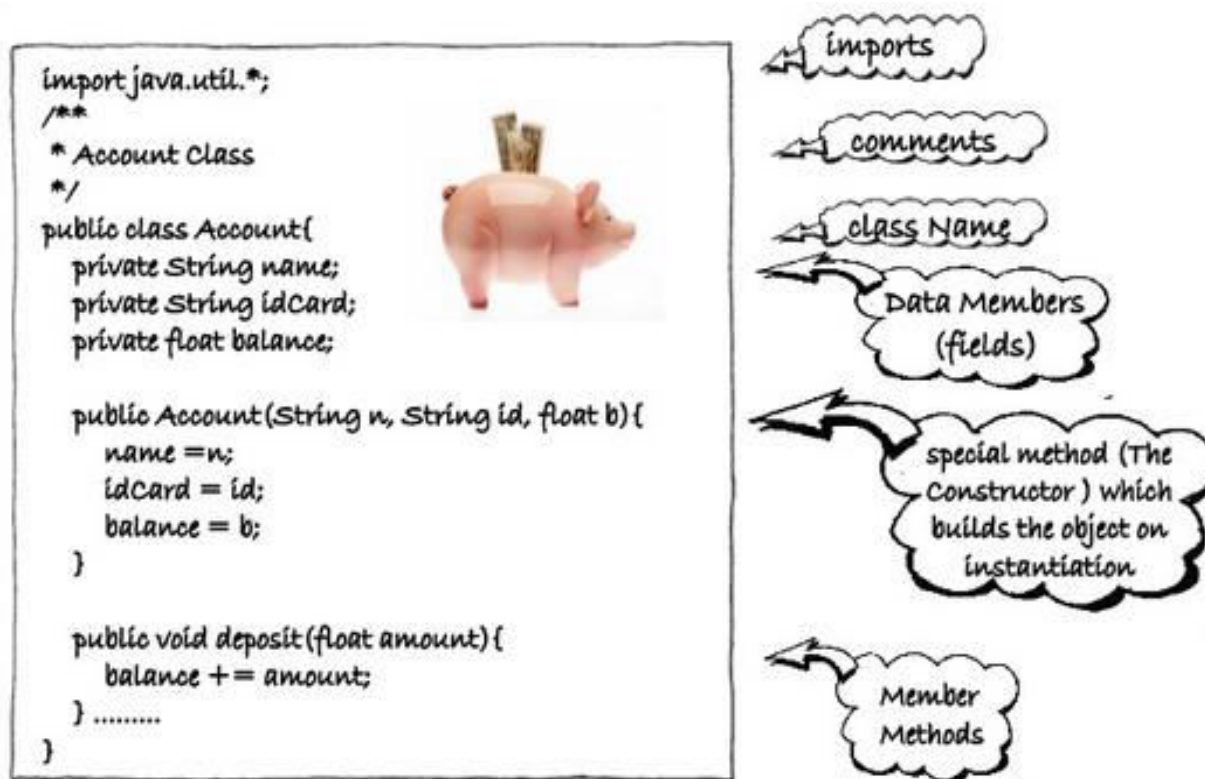 import java.util.*;
/**
* Account Class
*/
public class Account{
private String name;
private String idCard;
private float balance;
public Account(String n, String id, float b){
name =n;
idCard = id;
balance = b;
}
public void deposit(float amount){
balance += amount;
} .........
}
imports
comments
class Name
Data Members
(fields)
special method (The
Constructor ) which
builds the object on
instantiation
Member
Methods